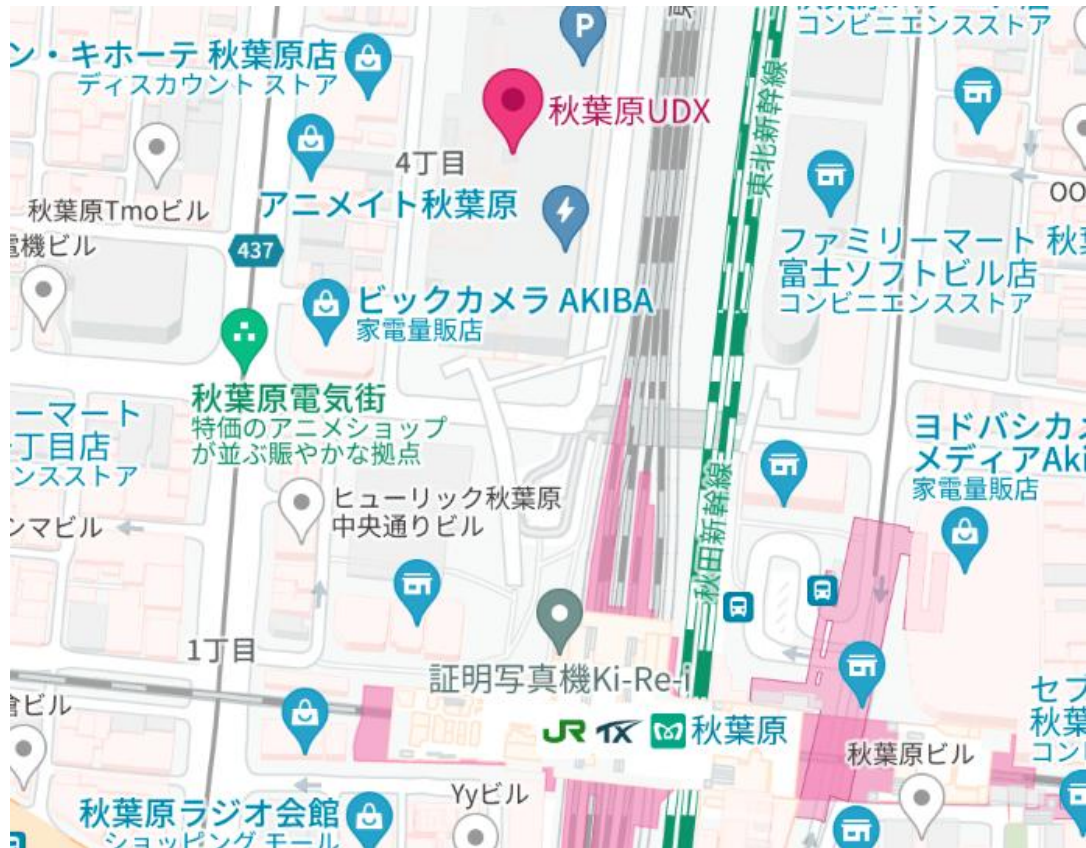 コンビニエンスストア
P
ン・キホーテ 秋葉原店
ディスカウント ストア
秋葉原UDX
東北新幹線
4丁目
秋葉原Tmoビル
アニメイト秋葉原
OO
電機ビル
437
ファミリーマート 秋葉
富士ソフトビル店
コンビニエンスストア
ビックカメラ AKIBA
家電量販店
秋葉原電気街
特価のアニメショップ
が並ぶ賑やかな拠点
ーマート
丁目店
ンスストア
ヨドバシカメ
メディアAki
家電量販店
ヒューリック秋葉原
中央通りビル
ンマビル
秋田新幹線
1丁目
証明写真機Ki-Re-i
倉ビル
JR TX 秋葉原
セブ
秋葉
コンビ
秋葉原ビル
Yyビル
秋葉原ラジオ会館
ショッピング モール